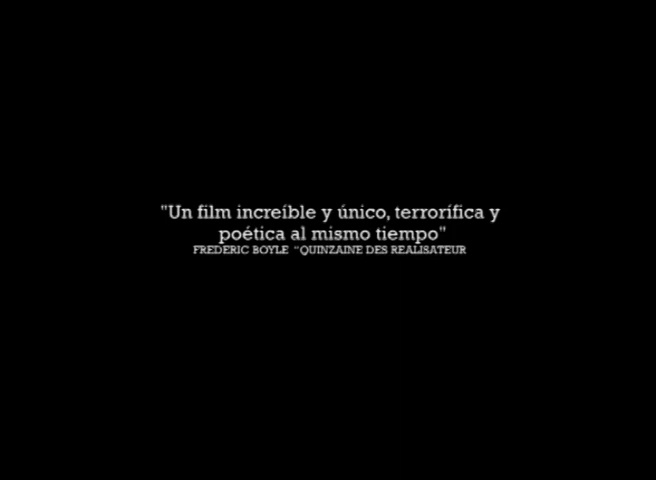 "Un film increíble y único, terrorífica y
poética al mismo tiempo"
FREDERIC BOYLE "QUINZAINE DES REALISATEUR